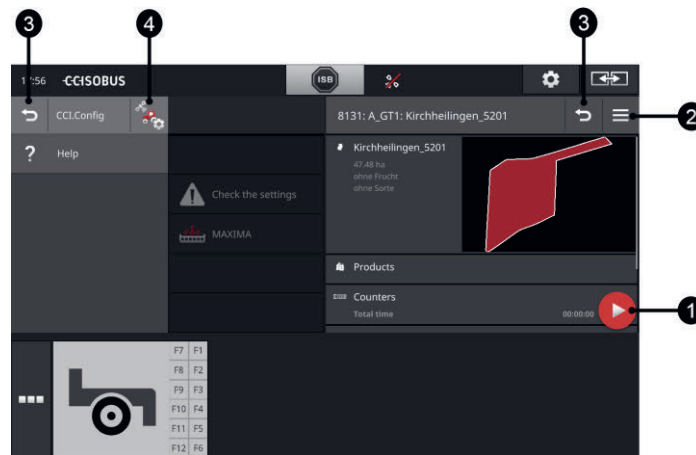 3
4
3
17:56
CCISOBUS
ISB
CCI.Config
8131: A_GT1: Kirchheilingen_5201
2
? Help
Kirchheilingen_5201
47.48 ha
ohne Frucht
ohne Sorte
Check the settings
MAXIMA
Products
Counters
Total time 00:00:00
1
F7 F1
F8 F2
F9 F3
F10 F4
F11 F5
F12 F6